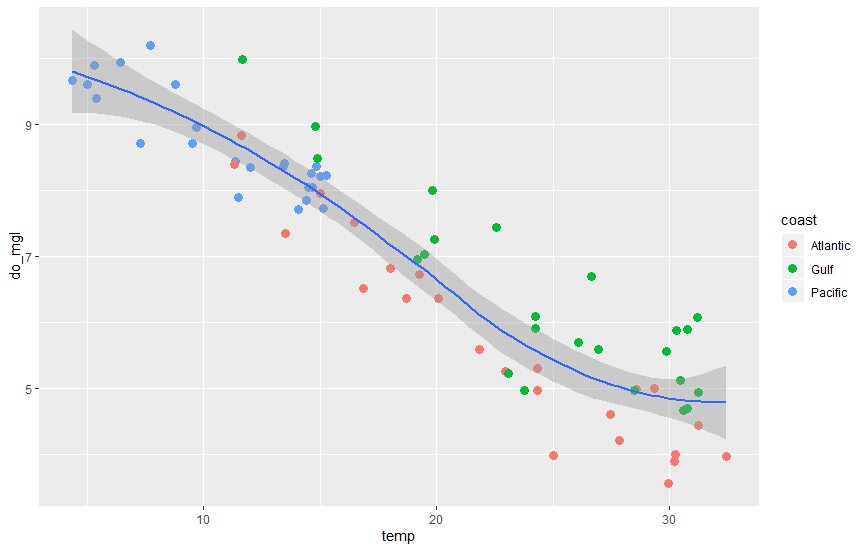 9
7
5
do_mgl
10
20
30
temp
coast
Atlantic
Gulf
Pacific